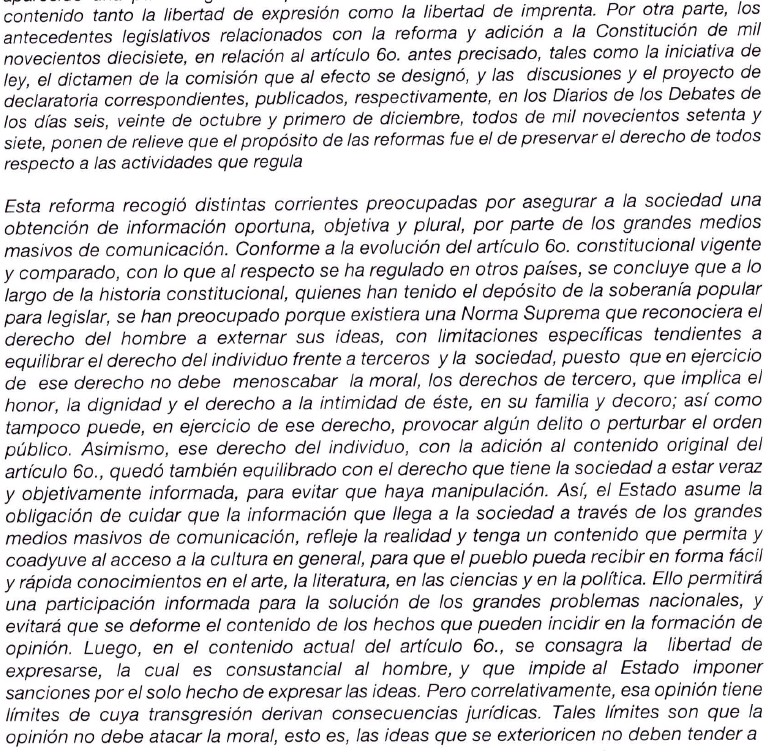 contenido tanto la libertad de expresión como la libertad de imprenta. Por otra parte, los
antecedentes legislativos relacionados con la reforma y adición a la Constitución de mil
novecientos diecisiete, en relación al artículo 6o. antes precisado, tales como la iniciativa de
ley, el dictamen de la comisión que al efecto se designó, y las discusiones y el proyecto de
declaratoria correspondientes, publicados, respectivamente, en los Diarios de los Debates de
los días seis, veinte de octubre y primero de diciembre, todos de mil novecientos setenta y
siete, ponen de relieve que el propósito de las reformas fue el de preservar el derecho de todos
respecto a las actividades que regula
Esta reforma recogió distintas corrientes preocupadas por asegurar a la sociedad una
obtención de información oportuna, objetiva y plural, por parte de los grandes medios
masivos de comunicación. Conforme a la evolución del artículo 6o. constitucional vigente
y comparado, con lo que al respecto se ha regulado en otros países, se concluye que a lo
largo de la historia constitucional, quienes han tenido el depósito de la soberanía popular
para legislar, se han preocupado porque existiera una Norma Suprema que reconociera el
derecho del hombre a externar sus ideas, con limitaciones específicas tendientes a
equilibrar el derecho del individuo frente a terceros y la sociedad, puesto que en ejercicio
de ese derecho no debe menoscabar la moral, los derechos de tercero, que implica el
honor, la dignidad y el derecho a la intimidad de éste, en su familia y decoro; así como
tampoco puede, en ejercicio de ese derecho, provocar algún delito o perturbar el orden
público. Asimismo, ese derecho del individuo, con la adición al contenido original del
artículo 6o., quedó también equilibrado con el derecho que tiene la sociedad a estar veraz
y objetivamente informada, para evitar que haya manipulación. Así, el Estado asume la
obligación de cuidar que la información que llega a la sociedad a través de los grandes
medios masivos de comunicación, refleje la realidad y tenga un contenido que permita y
coadyuve al acceso a la cultura en general, para que el pueblo pueda recibir en forma fácil
y rápida conocimientos en el arte, la literatura, en las ciencias y en la política. Ello permitirá
una participación informada para la solución de los grandes problemas nacionales, y
evitará que se deforme el contenido de los hechos que pueden incidir en la formación de
opinión. Luego, en el contenido actual del artículo 6o., se consagra la libertad de
expresarse, la cual es consustancial al hombre, y que impide al Estado imponer
sanciones por el solo hecho de expresar las ideas. Pero correlativamente, esa opinión tiene
límites de cuya transgresión derivan consecuencias jurídicas. Tales límites son que la
opinión no debe atacar la moral, esto es, las ideas que se exterioricen no deben tender a